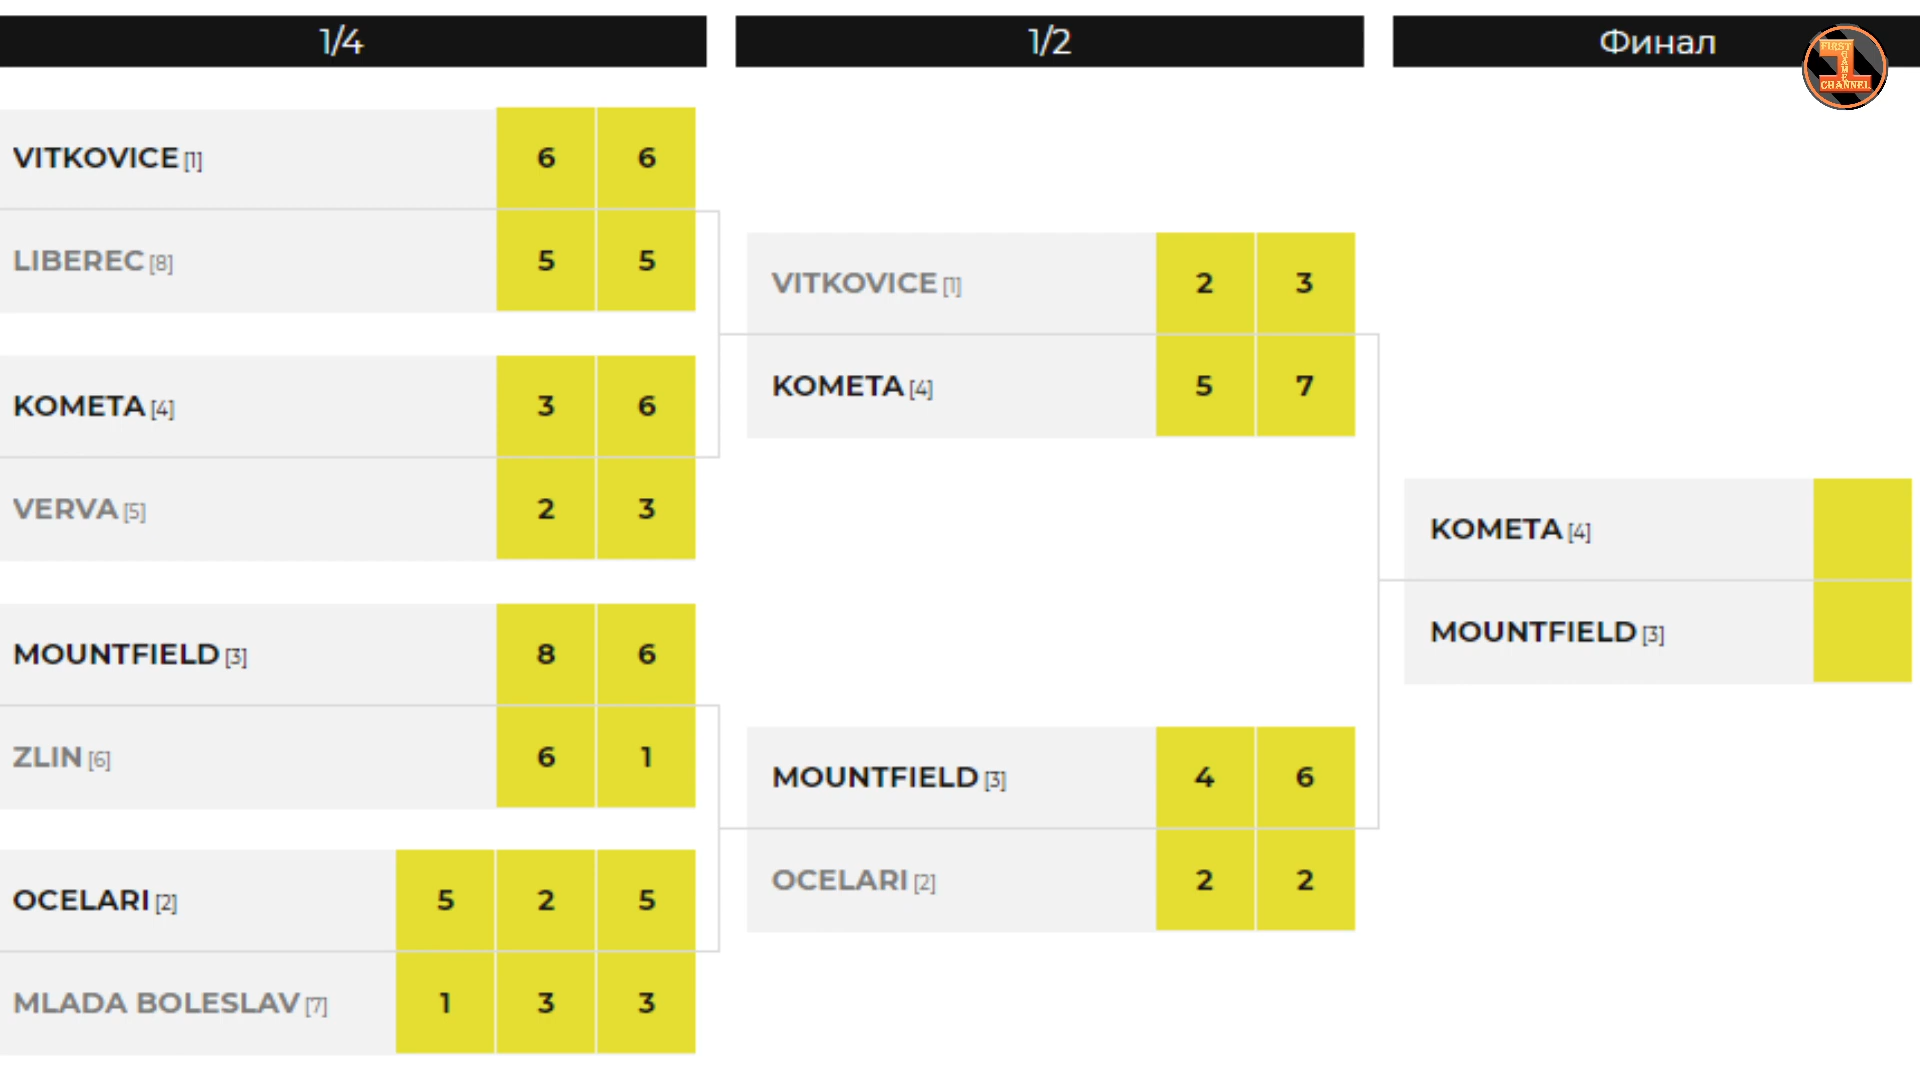 1/4
1/2
Финал
FIRST
GAME
CHANNEL
VITKOVICE [1] 6 6
LIBEREC [8] 5 5
KOMETA [4] 3 6
VERVA [5] 2 3
MOUNTFIELD [3] 8 6
ZLIN [6] 6 1
OCELARI [2] 5 2 5
MLADA BOLESLAV [7] 1 3 3
VITKOVICE [1] 2 3
KOMETA [4] 5 7
MOUNTFIELD [3] 4 6
OCELARI [2] 2 2
KOMETA [4]
MOUNTFIELD [3]